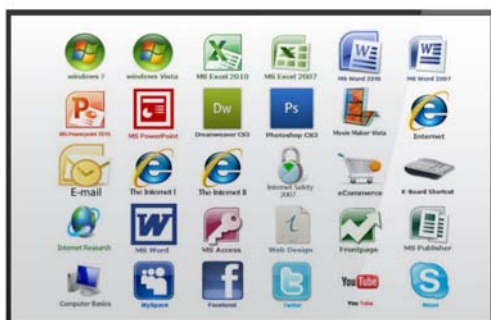 windows 7
windows Vista
MS Excel 2010
MS Excel 2007
MS Word 2010
MS Word 2007
MS Powerpoint 2010
MS PowerPoint
Dw
Dreamweaver CS3
Ps
Photoshop CS3
Movie Maker Vista
Internet
E-mail
The Internet I
The Internet II
Internet Safety
2007
eCommerce
K-Board Shortcut
Internet Research
MS Word
MS Access
Web Design
Frontpage
MS Publisher
Computer Basics
MySpace
Facebook
Twitter
You Tube
You Tube
Skype